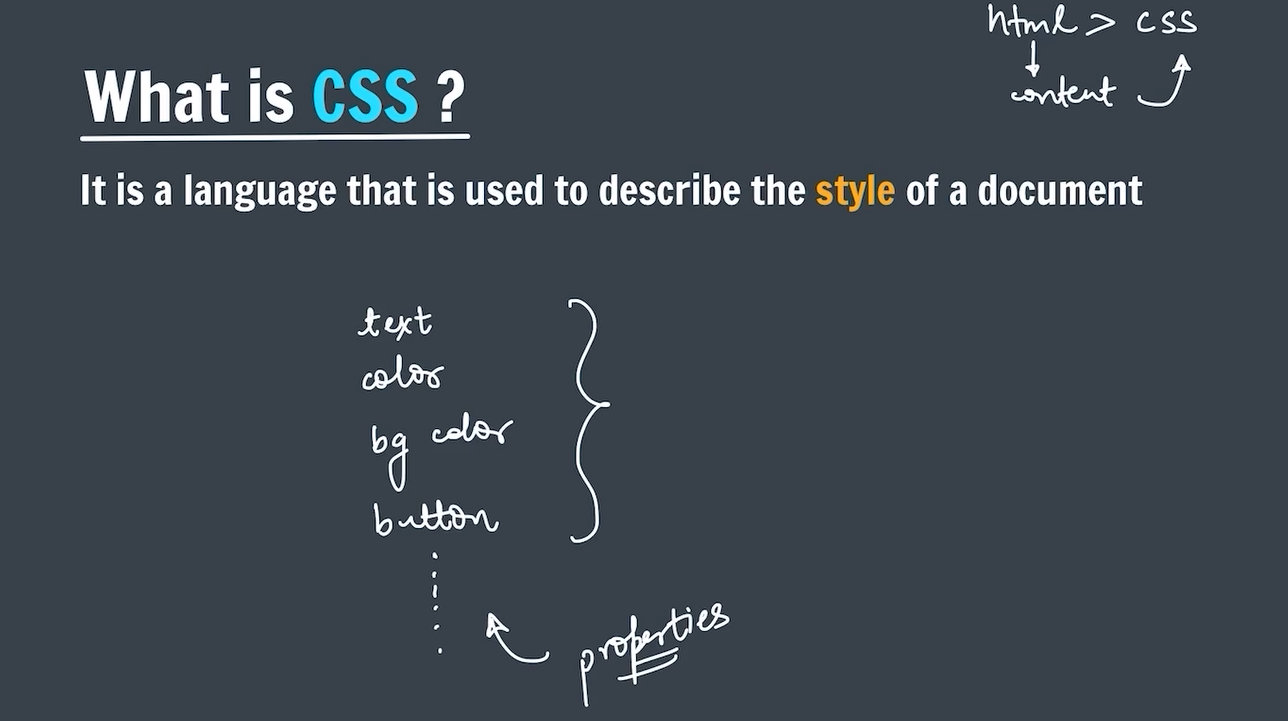 html > css
content
What is CSS ?
It is a language that is used to describe the style of a document
text
color
bg color
button
properties